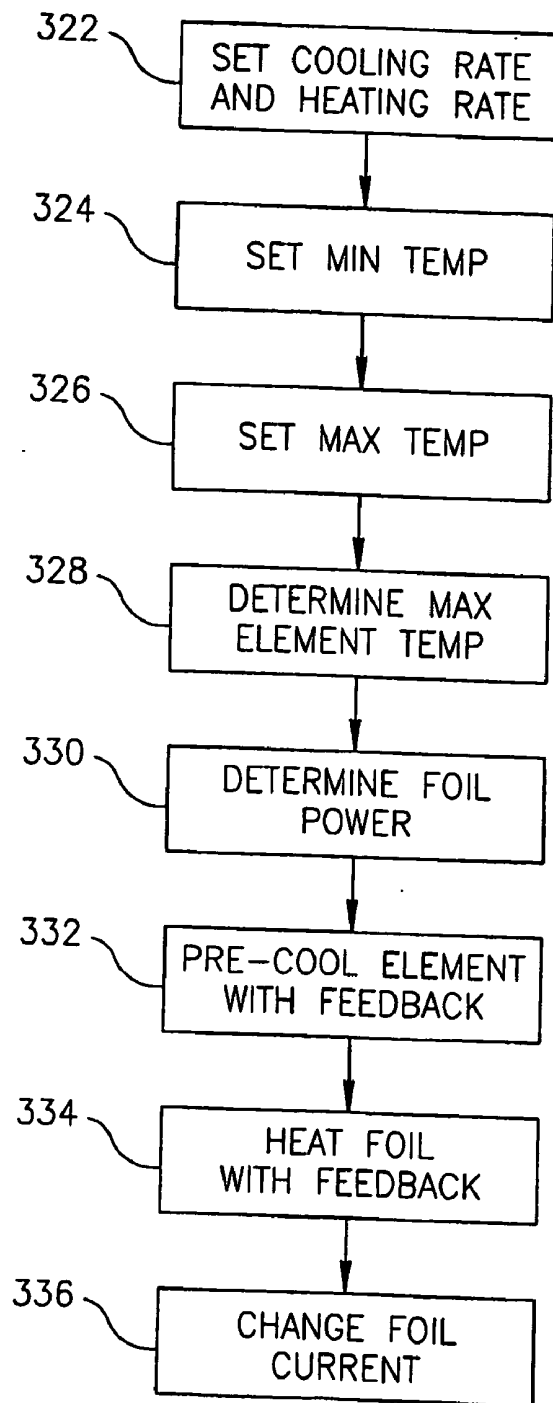 322
SET COOLING RATE
AND HEATING RATE
324
SET MIN TEMP
326
SET MAX TEMP
328
DETERMINE MAX
ELEMENT TEMP
330
DETERMINE FOIL
POWER
332
PRE-COOL ELEMENT
WITH FEEDBACK
334
HEAT FOIL
WITH FEEDBACK
336
CHANGE FOIL
CURRENT